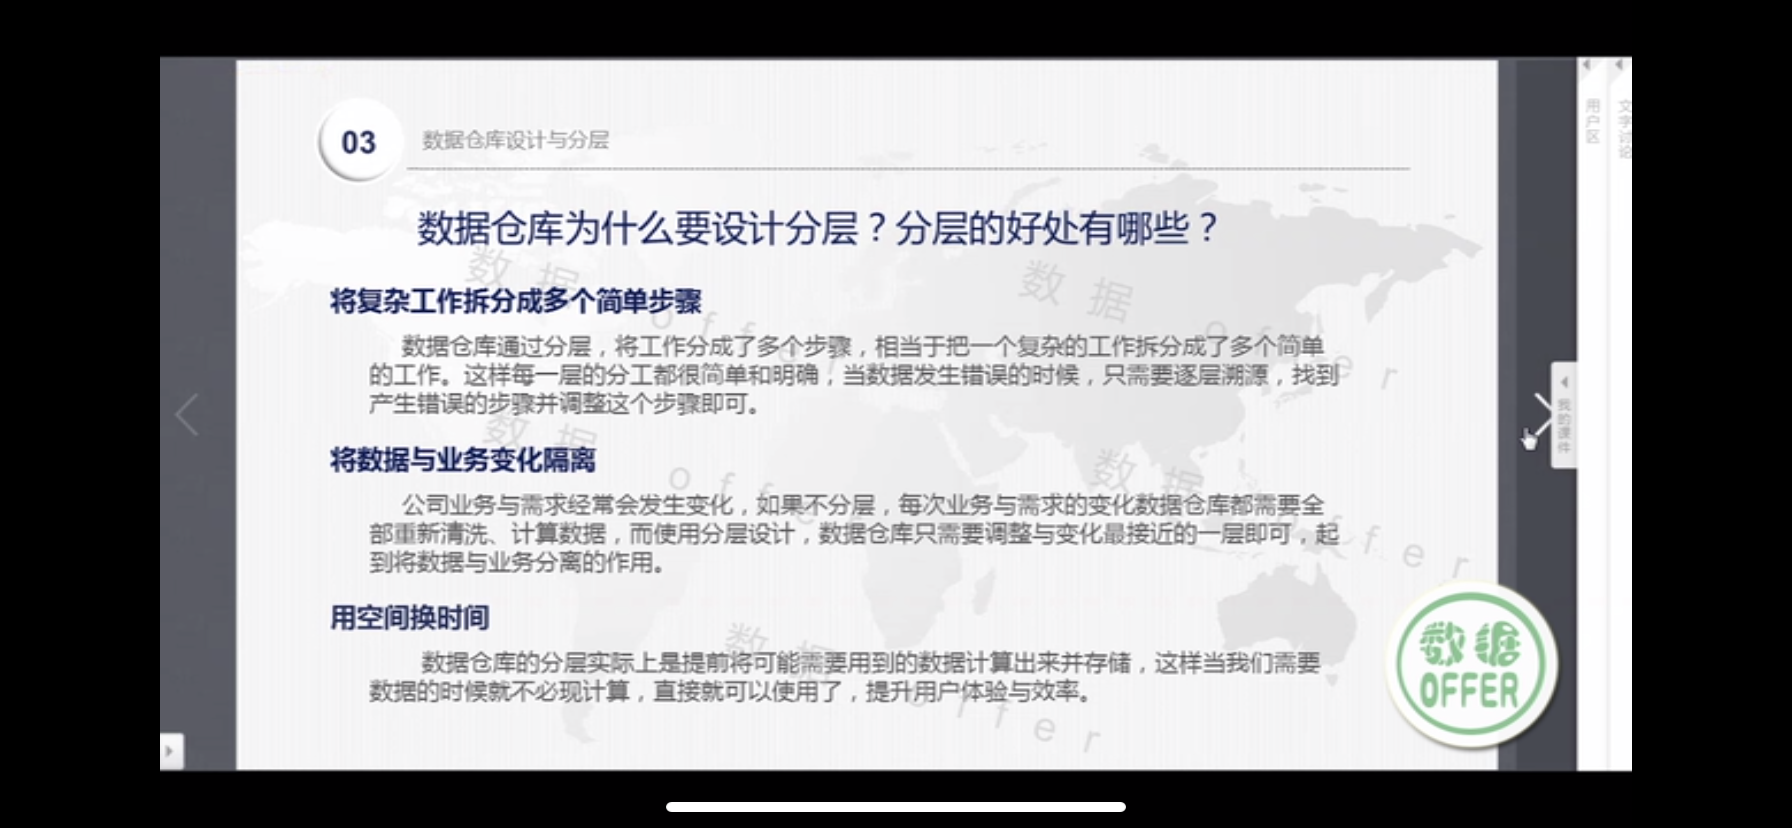 03
数据仓库设计与分层
数据仓库为什么要设计分层？分层的好处有哪些？
将复杂工作拆分成多个简单步骤
数据仓库通过分层，将工作分成了多个步骤，相当于把一个复杂的工作拆分成了多个简单
的工作。这样每一层的分工都很简单和明确，当数据发生错误的时候，只需要逐层溯源，找到
产生错误的步骤并调整这个步骤即可。
将数据与业务变化隔离
公司业务与需求经常会发生变化，如果不分层，每次业务与需求的变化数据仓库都需要全
部重新清洗、计算数据，而使用分层设计，数据仓库只需要调整与变化最接近的一层即可，起
到将数据与业务分离的作用。
用空间换时间
数据仓库的分层实际上是提前将可能需要用到的数据计算出来并存储，这样当我们需要
数据的时候就不必现计算，直接就可以使用了，提升用户体验与效率。
数据 offer
数据 offer
数据 offer
数据 offer
数据 offer
数据
OFFER
用户区
文字讨论
我的课件